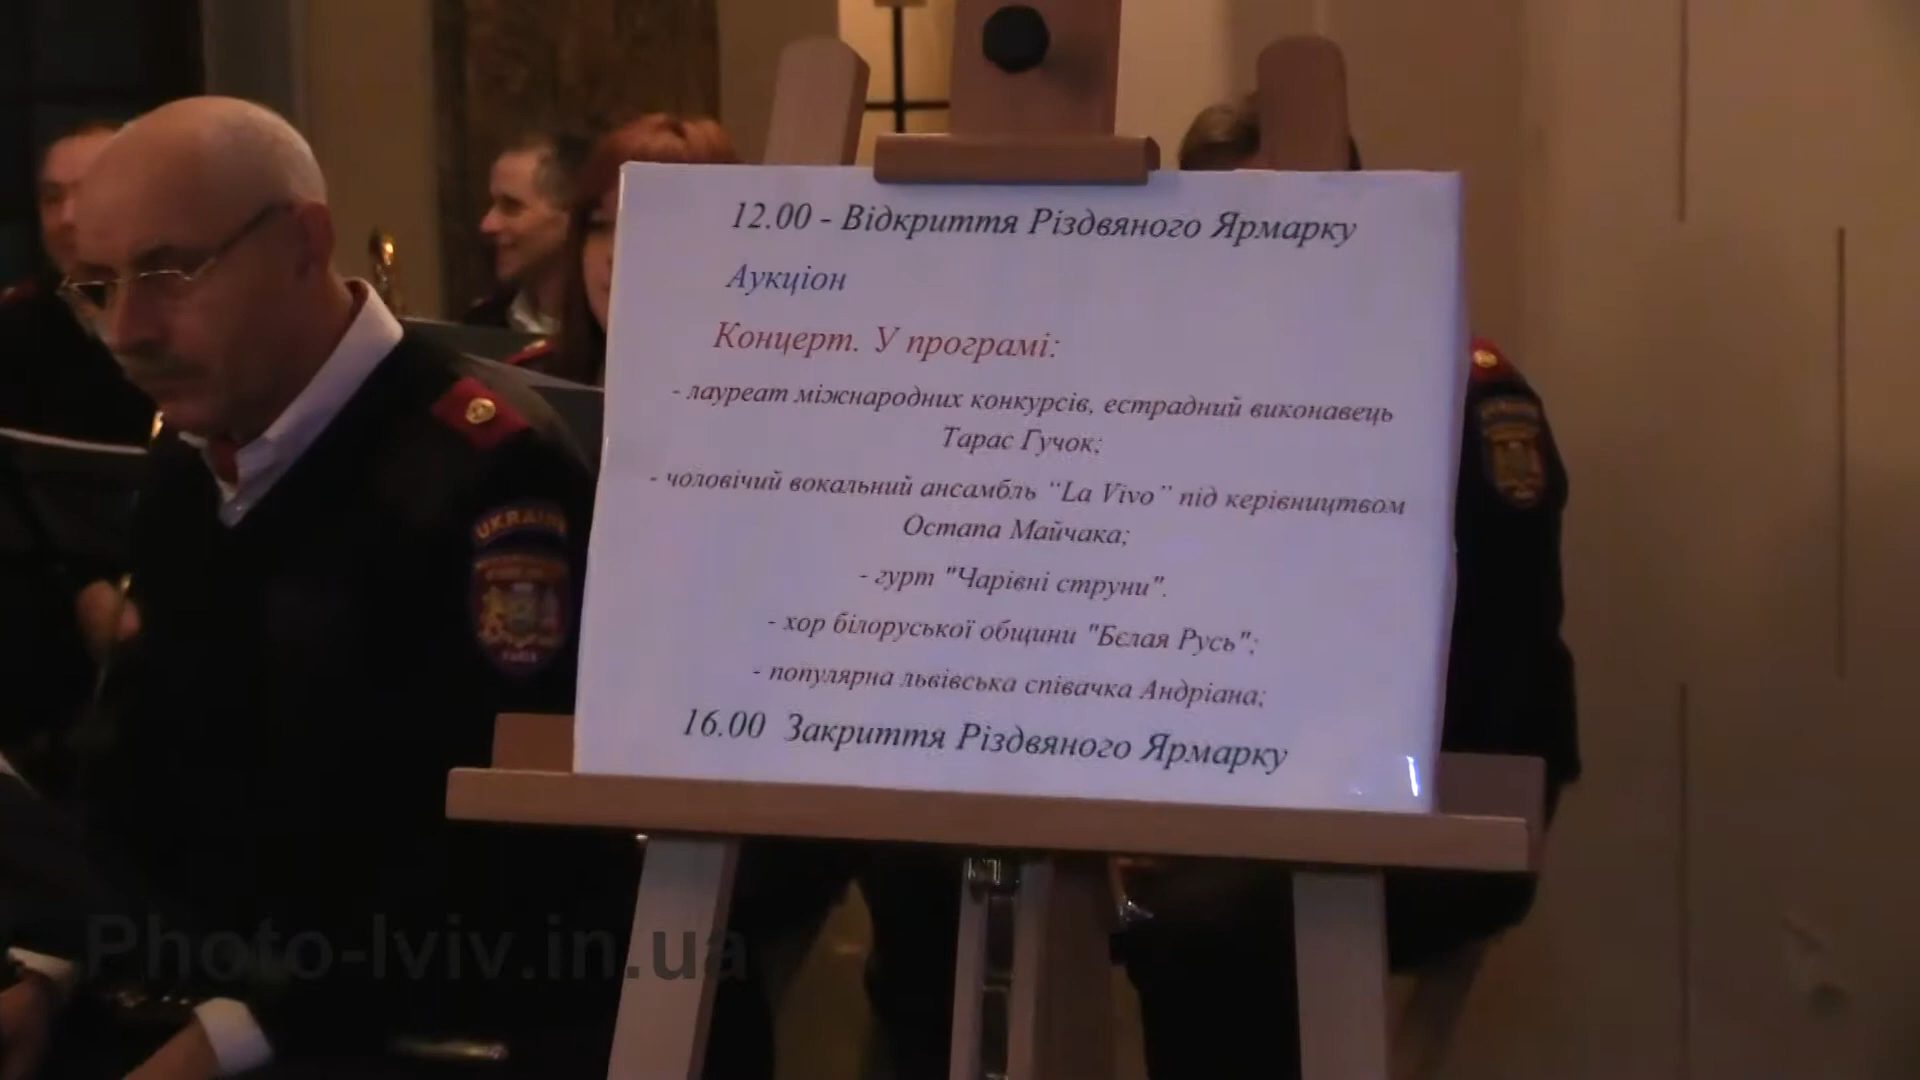 12.00 - Відкриття Різдвяного Ярмарку
Аукціон
Концерт. У програмі:
- лауреат міжнародних конкурсів, естрадний виконавець
Тарас Гучок;
- чоловічий вокальний ансамбль “La Vivo” під керівництвом
Остапа Майчака;
- гурт "Чарівні струни".
- хор білоруської общини "Бєлая Русь";
- популярна львівська співачка Андріана;
16.00 Закриття Різдвяного Ярмарку
UKRAINE
Photo-lviv.in.ua